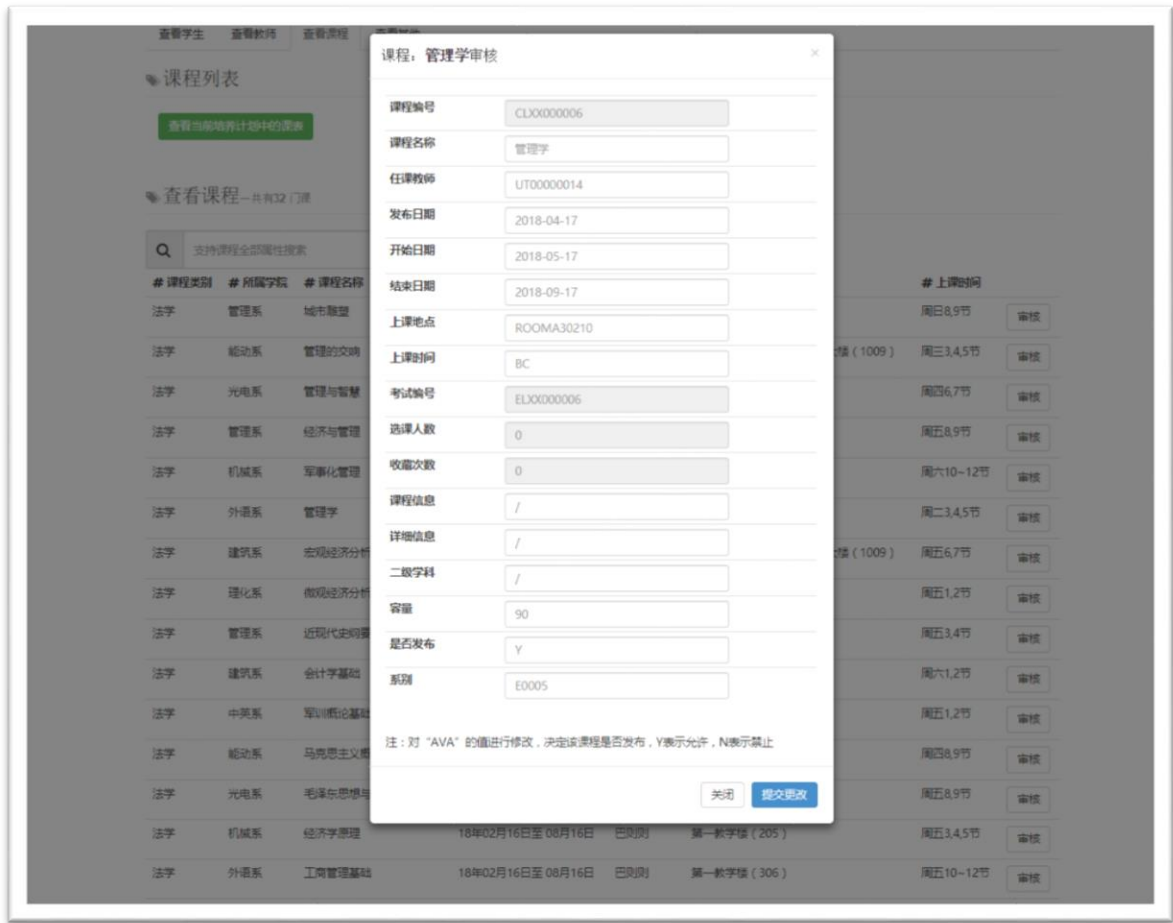 查看学生 查看教师 查看课程
课程列表
查看当前培养计划中的课表
查看课程—共有32 门课
支持课程全部属性搜索
# 课程类别 # 所属学院 # 课程名称 # 上课时间
法学 管理系 城市雕塑 周日8,9节 审核
法学 能动系 管理的交响 楼（1009） 周三3,4,5节 审核
法学 光电系 管理与智慧 周四6,7节 审核
法学 管理系 经济与管理 周五8,9节 审核
法学 机械系 军事化管理 周六10~12节 审核
法学 外语系 管理学 周二3,4,5节 审核
法学 建筑系 宏观经济分析 楼（1009） 周五6,7节 审核
法学 理化系 微观经济分析 周五1,2节 审核
法学 管理系 近现代史纲要 周五3,4节 审核
法学 建筑系 会计学基础 周六1,2节 审核
法学 中英系 军训概论基础 周五1,2节 审核
法学 能动系 马克思主义 周四8,9节 审核
法学 光电系 毛泽东思想与 周五8,9节 审核
法学 机械系 经济学原理 18年02月16日至 08月16日 巴则则 第一教学楼（205） 周五3,4,5节 审核
法学 外语系 工商管理基础 18年02月16日至 08月16日 巴则则 第一教学楼（306） 周五10~12节 审核
课程：管理学审核 ×
课程编号 CLXX000006
课程名称 管理学
任课教师 UT00000014
发布日期 2018-04-17
开始日期 2018-05-17
结束日期 2018-09-17
上课地点 ROOMA30210
上课时间 BC
考试编号 ELXX000006
选课人数 0
收藏次数 0
课程信息 /
详细信息 /
二级学科 /
容量 90
是否发布 Y
系别 E0005
注：对“AVA”的值进行修改，决定该课程是否发布，Y表示允许，N表示禁止
关闭 提交更改